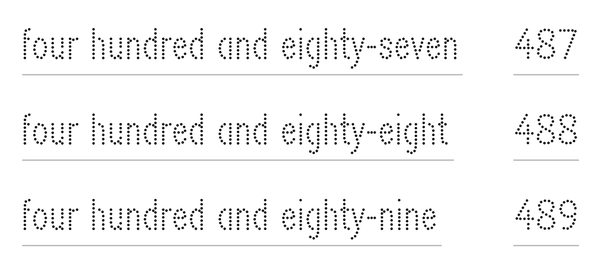 four hundred and eighty-seven 487
four hundred and eighty-eight 488
four hundred and eighty-nine 489